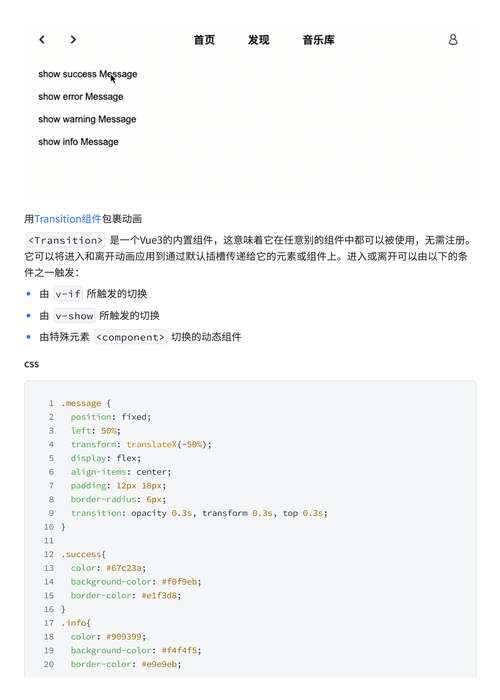 首页 发现 音乐库
show success Message
show error Message
show warning Message
show info Message
用Transition组件包裹动画
<Transition> 是一个Vue3的内置组件，这意味着它在任意别的组件中都可以被使用，无需注册。
它可以将进入和离开动画应用到通过默认插槽传递给它的元素或组件上。进入或离开可以由以下的条
件之一触发：
• 由 v-if 所触发的切换
• 由 v-show 所触发的切换
• 由特殊元素 <component> 切换的动态组件
CSS
1 .message {
2 position: fixed;
3 left: 50%;
4 transform: translateX(-50%);
5 display: flex;
6 align-items: center;
7 padding: 12px 18px;
8 border-radius: 6px;
9 transition: opacity 0.3s, transform 0.3s, top 0.3s;
10 }
11
12 .success{
13 color: #67c23a;
14 background-color: #f0f9eb;
15 border-color: #e1f3d8;
16 }
17 .info{
18 color: #909399;
19 background-color: #f4f4f5;
20 border-color: #e9e9eb;